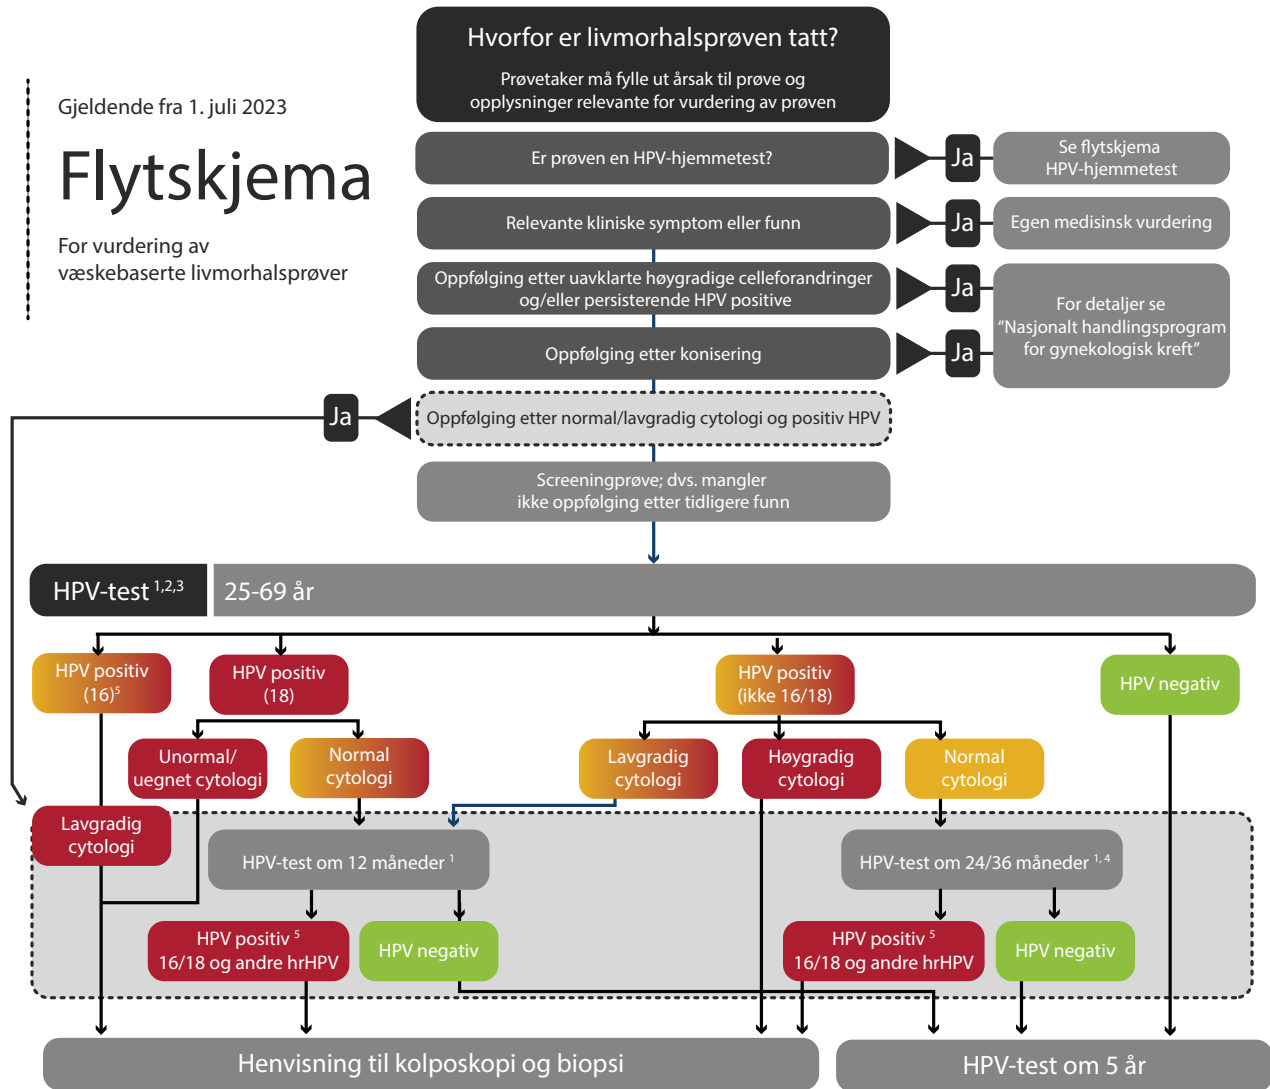 Gjeldende fra 1. juli 2023
Flytskjema
For vurdering av
væskebaserte livmorhalsprøver
Hvorfor er livmorhalsprøven tatt?
Prøvetaker må fylle ut årsak til prøve og
opplysninger relevante for vurdering av prøven
Er prøven en HPV-hjemmetest?
Ja
Se flytskjema
HPV-hjemmetest
Relevante kliniske symptom eller funn
Ja
Egen medisinsk vurdering
Oppfølging etter uavklarte høygradige celleforandringer
og/eller persisterende HPV positive
Ja
Oppfølging etter konisering
Ja
For detaljer se
“Nasjonalt handlingsprogram
for gynekologisk kreft”
Ja
Oppfølging etter normal/lavgradig cytologi og positiv HPV
Screeningprøve; dvs. mangler
ikke oppfølging etter tidligere funn
HPV-test 1,2,3
25-69 år
HPV positiv
(16)5
HPV positiv
(18)
HPV positiv
(ikke 16/18)
HPV negativ
Unormal/
uegnet cytologi
Normal
cytologi
Lavgradig
cytologi
Høygradig
cytologi
Normal
cytologi
Lavgradig
cytologi
HPV-test om 12 måneder 1
HPV-test om 24/36 måneder 1, 4
HPV positiv 5
16/18 og andre hrHPV
HPV negativ
HPV positiv 5
16/18 og andre hrHPV
HPV negativ
Henvisning til kolposkopi og biopsi
HPV-test om 5 år